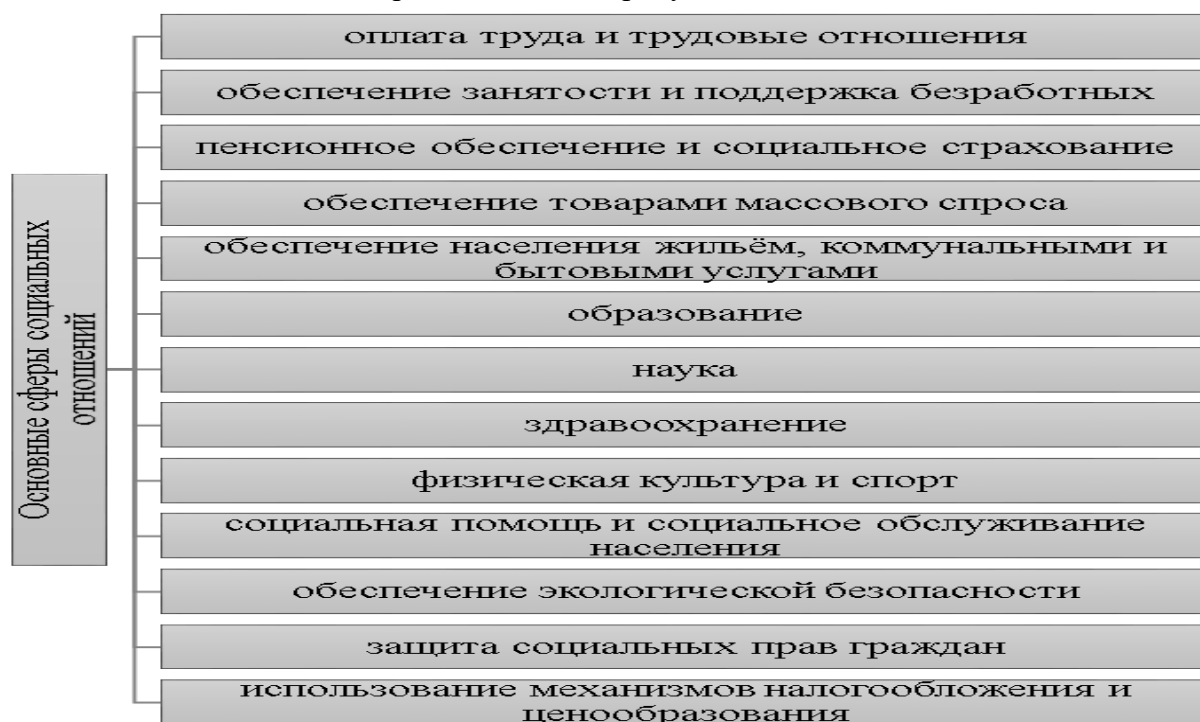 Основные сферы социальных
отношений
оплата труда и трудовые отношения
обеспечение занятости и поддержка безработных
пенсионное обеспечение и социальное страхование
обеспечение товарами массового спроса
обеспечение населения жильём, коммунальными и
бытовыми услугами
образование
наука
здравоохранение
физическая культура и спорт
социальная помощь и социальное обслуживание
населения
обеспечение экологической безопасности
защита социальных прав граждан
использование механизмов налогообложения и
ценообразования